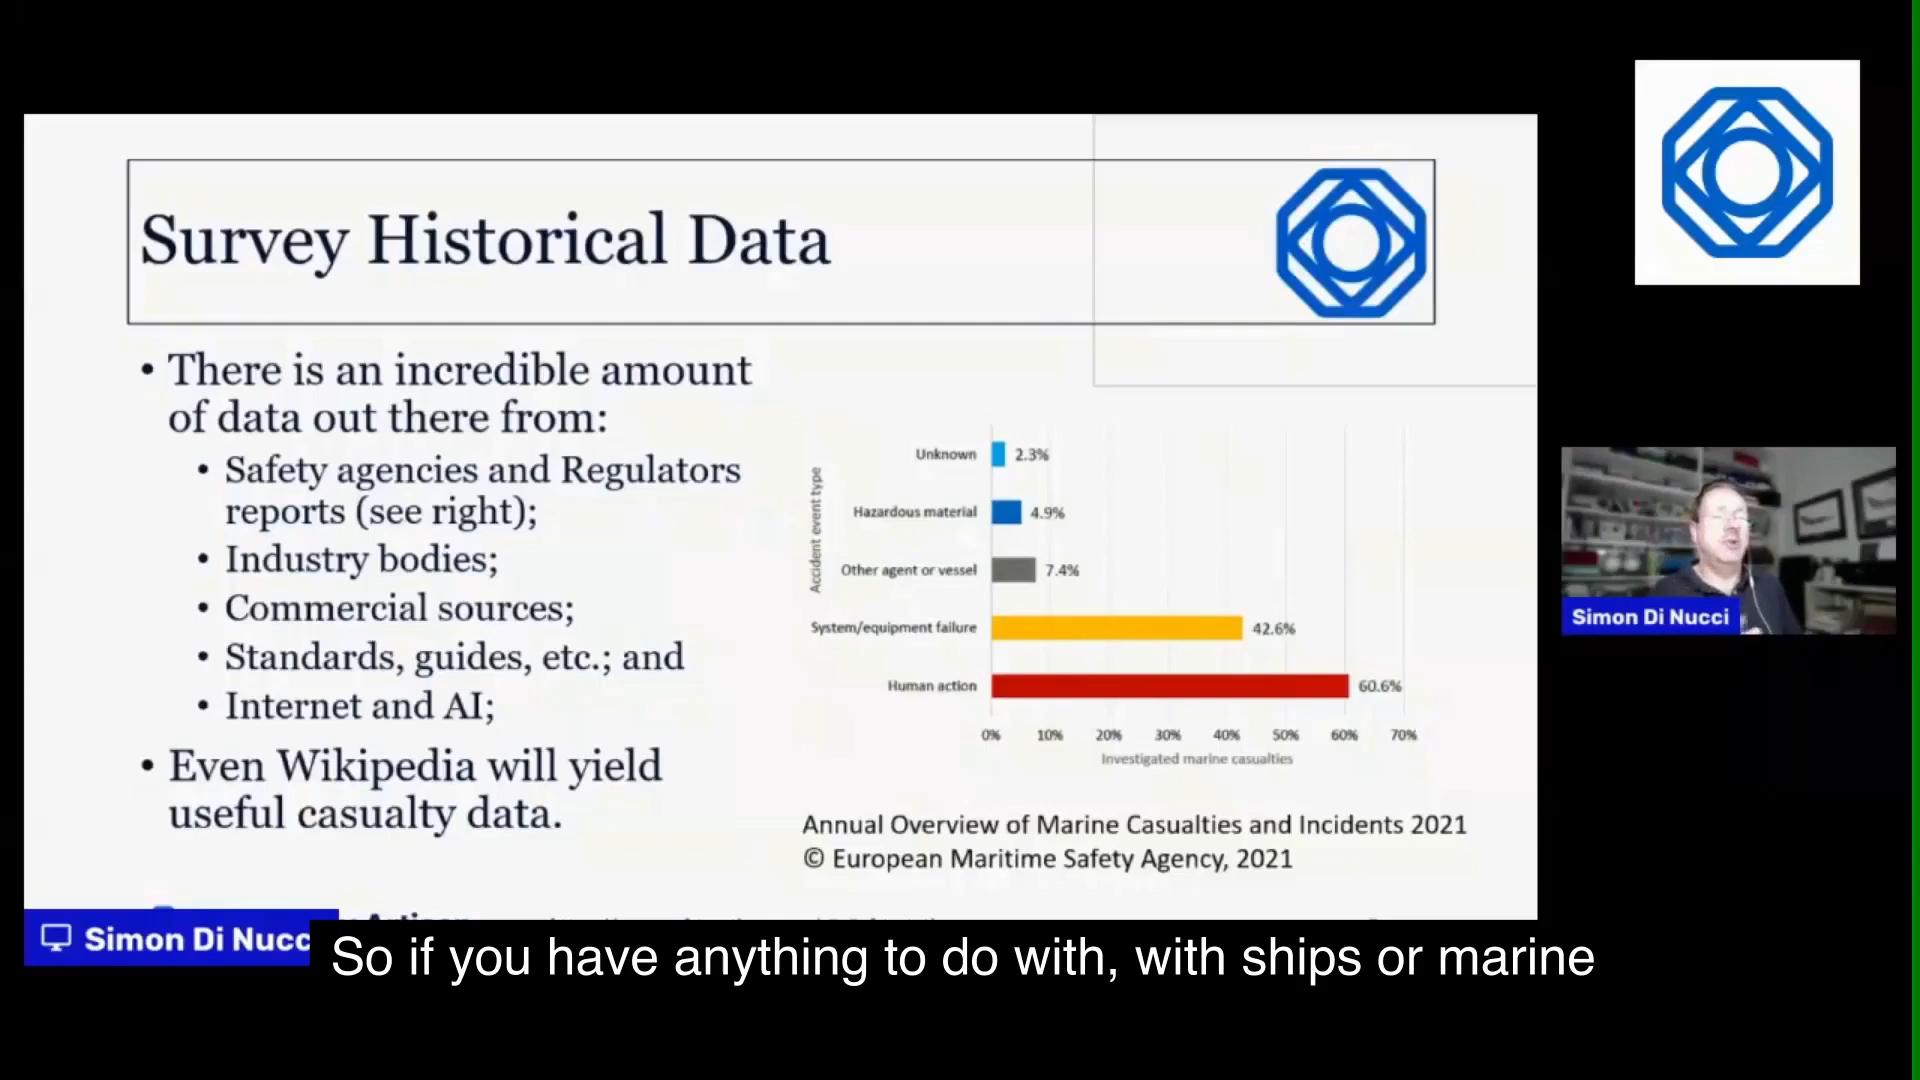 Survey Historical Data
• There is an incredible amount
of data out there from:
• Safety agencies and Regulators
reports (see right);
• Industry bodies;
• Commercial sources;
• Standards, guides, etc.; and
• Internet and AI;
• Even Wikipedia will yield
useful casualty data.
Accident event type
Unknown 2.3%
Hazardous material 4.9%
Other agent or vessel 7.4%
System/equipment failure 42.6%
Human action 60.6%
0% 10% 20% 30% 40% 50% 60% 70%
Investigated marine casualties
Annual Overview of Marine Casualties and Incidents 2021
© European Maritime Safety Agency, 2021
Simon Di Nucci
Simon Di Nucc
So if you have anything to do with, with ships or marine